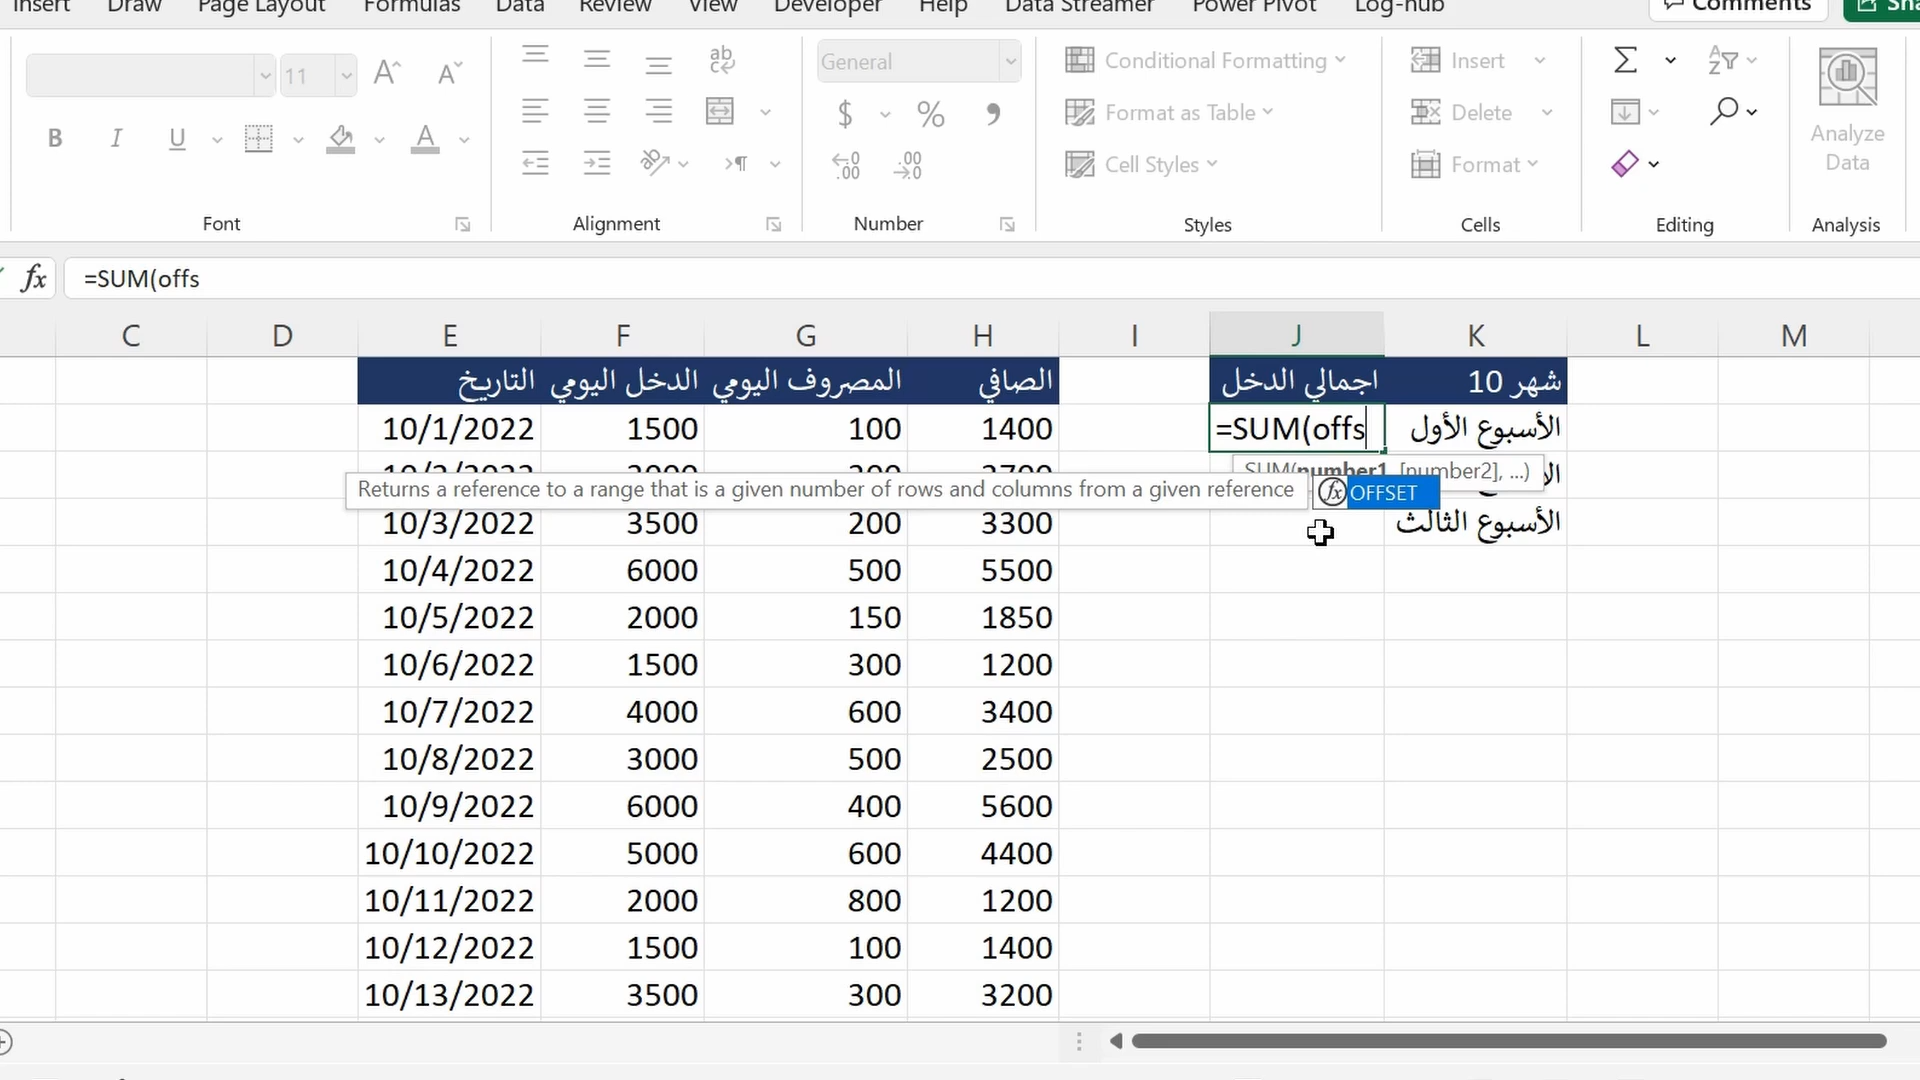 Insert Draw Page Layout Formulas Data Review View Developer Help Data Streamer Power Pivot Log-hub Comments
11
General
Conditional Formatting
Insert
Format as Table
Delete
Analyze
Data
B I U
$ %
Cell Styles
Format
Font Alignment Number Styles Cells Editing Analysis
fx =SUM(offs
C D E F G H I J K L M
التاريخ الدخل اليومي المصروف اليومي الصافي اجمالي الدخل شهر 10
10/1/2022 1500 100 1400 =SUM(offs الأسبوع الأول
SUM(number1, [number2], ...)
Returns a reference to a range that is a given number of rows and columns from a given reference OFFSET
10/3/2022 3500 200 3300 الأسبوع الثالث
10/4/2022 6000 500 5500
10/5/2022 2000 150 1850
10/6/2022 1500 300 1200
10/7/2022 4000 600 3400
10/8/2022 3000 500 2500
10/9/2022 6000 400 5600
10/10/2022 5000 600 4400
10/11/2022 2000 800 1200
10/12/2022 1500 100 1400
10/13/2022 3500 300 3200